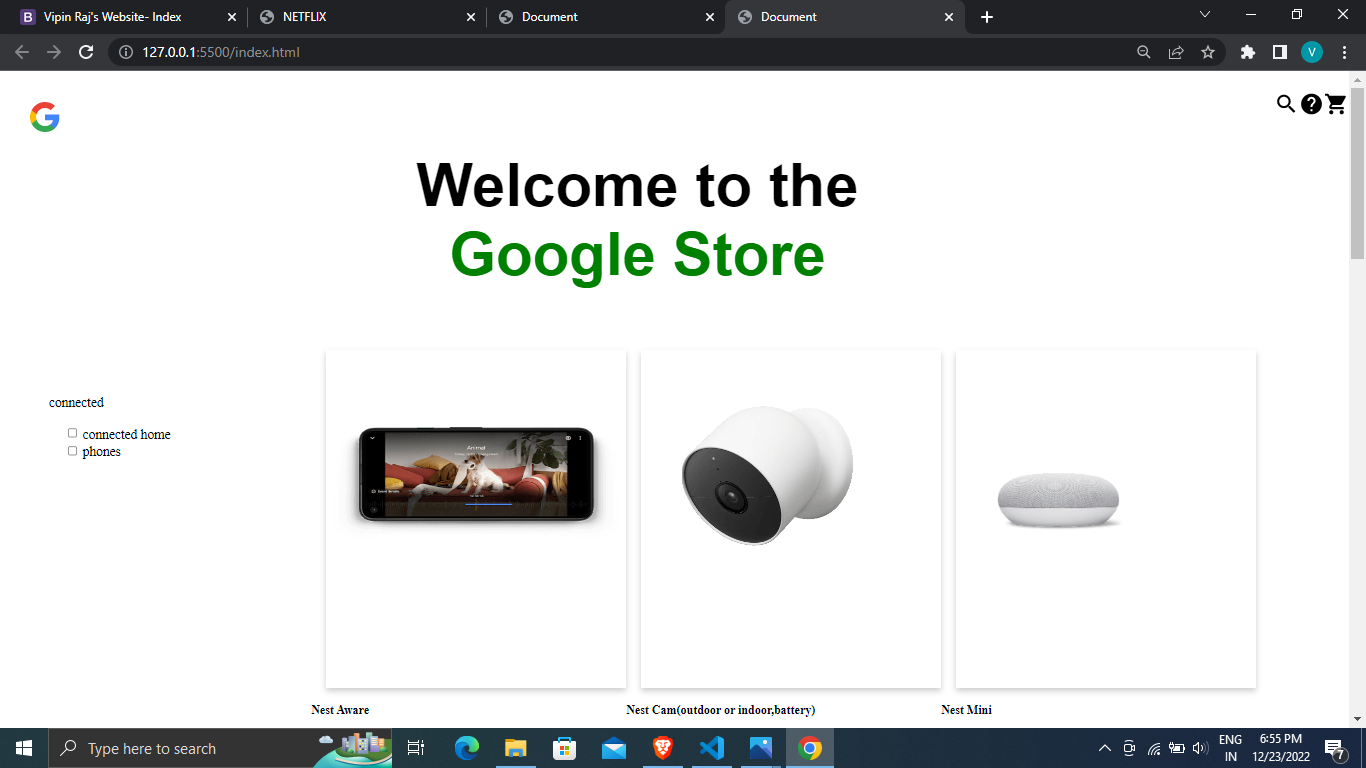 Vipin Raj's Website- Index
NETFLIX
Document
Document
127.0.0.1:5500/index.html
V
G
Welcome to the
Google Store
connected
connected home
phones
Animal
Nest Aware
Nest Cam(outdoor or indoor,battery)
Nest Mini
Type here to search
ENG
IN
6:55 PM
12/23/2022
7